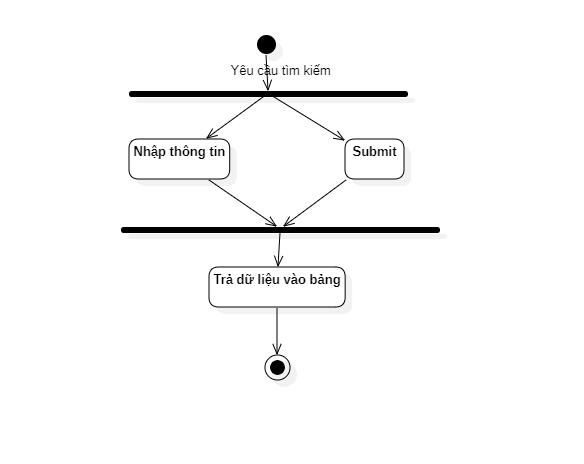 Yêu cầu tìm kiếm
Nhập thông tin
Submit
Trả dữ liệu vào bảng